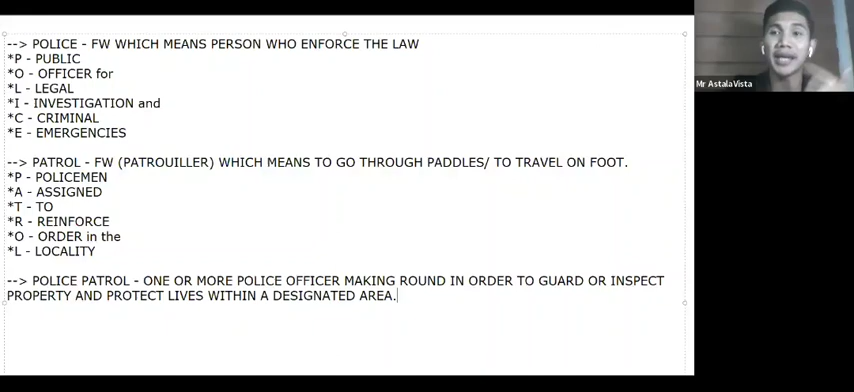 --> POLICE - FW WHICH MEANS PERSON WHO ENFORCE THE LAW
*P - PUBLIC
*O - OFFICER for
*L - LEGAL
*I - INVESTIGATION and
*C - CRIMINAL
*E - EMERGENCIES
--> PATROL - FW (PATROUILLER) WHICH MEANS TO GO THROUGH PADDLES/ TO TRAVEL ON FOOT.
*P - POLICEMEN
*A - ASSIGNED
*T - TO
*R - REINFORCE
*O - ORDER in the
*L - LOCALITY
--> POLICE PATROL - ONE OR MORE POLICE OFFICER MAKING ROUND IN ORDER TO GUARD OR INSPECT
PROPERTY AND PROTECT LIVES WITHIN A DESIGNATED AREA.
Mr AstalaVista